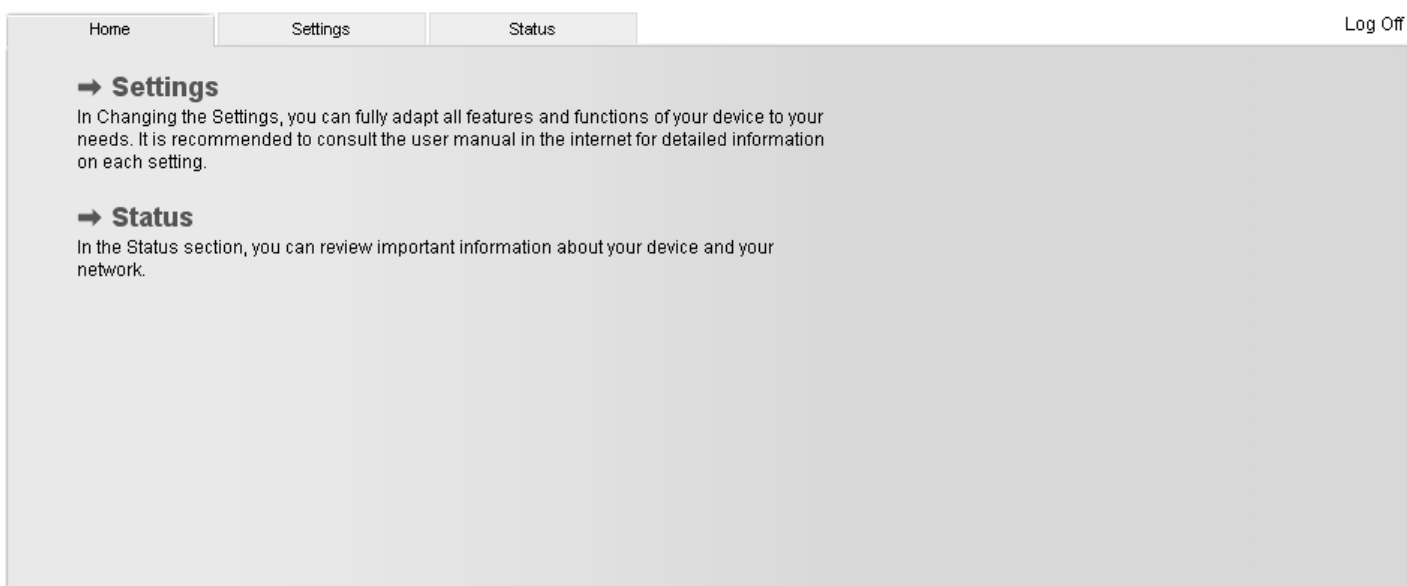 Home Settings Status Log Off
Settings
In Changing the Settings, you can fully adapt all features and functions of your device to your
needs. It is recommended to consult the user manual in the internet for detailed information
on each setting.
Status
In the Status section, you can review important information about your device and your
network.